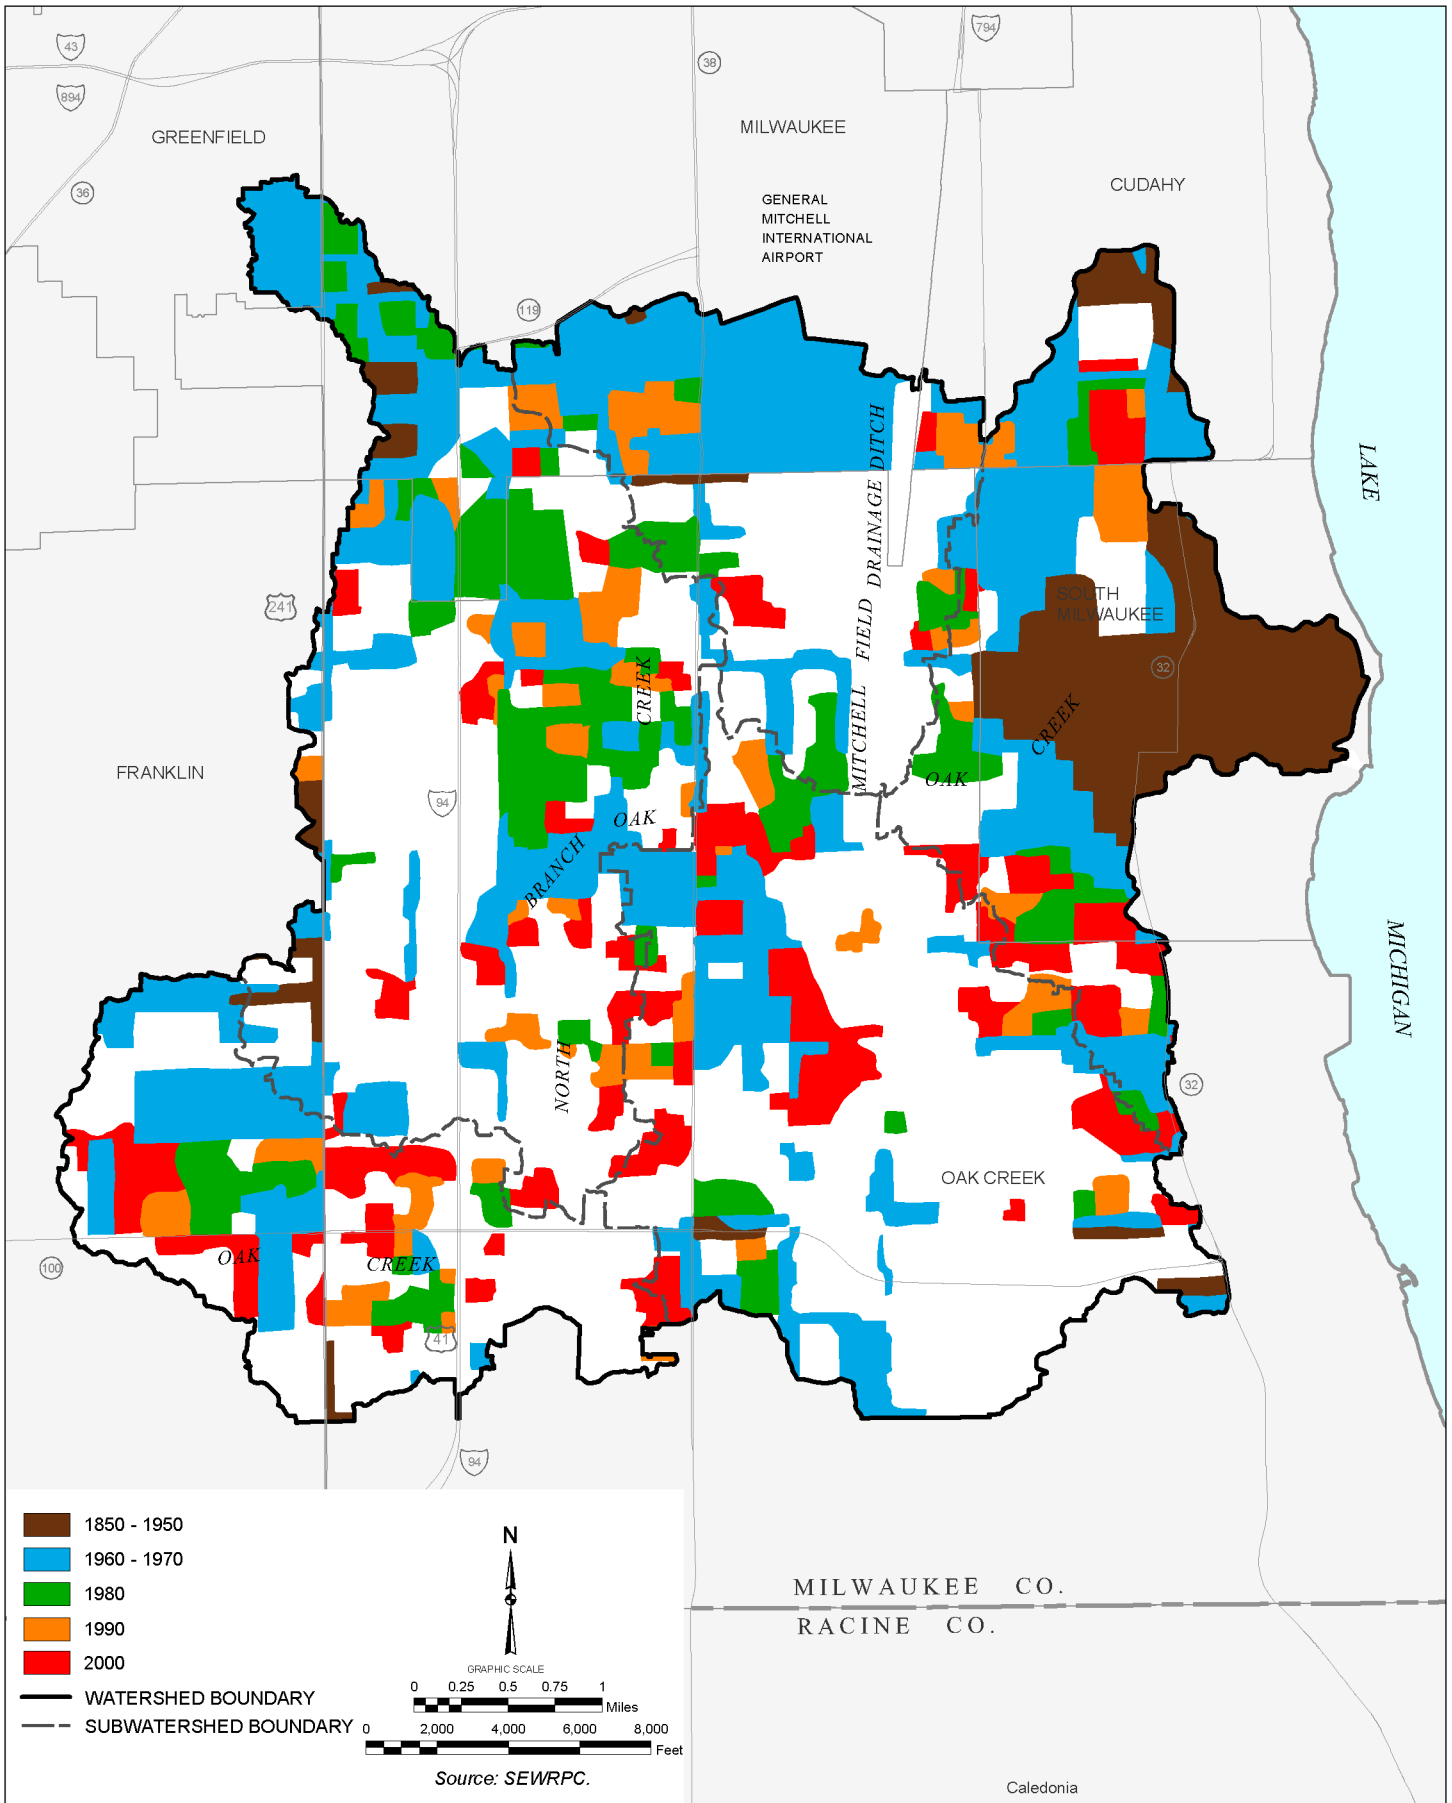 43
894
GREENFIELD
36
38
794
MILWAUKEE
CUDAHY
GENERAL
MITCHELL
INTERNATIONAL
AIRPORT
119
LAKE
MITCHELL FIELD DRAINAGE DITCH
241
SOUTH
MILWAUKEE
32
CREEK
CREEK
OAK
FRANKLIN
94
OAK
BRANCH
MICHIGAN
NORTH
32
OAK CREEK
100
OAK
CREEK
41
94
1850 - 1950
1960 - 1970
1980
1990
2000
WATERSHED BOUNDARY
SUBWATERSHED BOUNDARY
N
GRAPHIC SCALE
0 0.25 0.5 0.75 1
Miles
0 2,000 4,000 6,000 8,000
Feet
Source: SEWRPC.
MILWAUKEE CO.
RACINE CO.
Caledonia